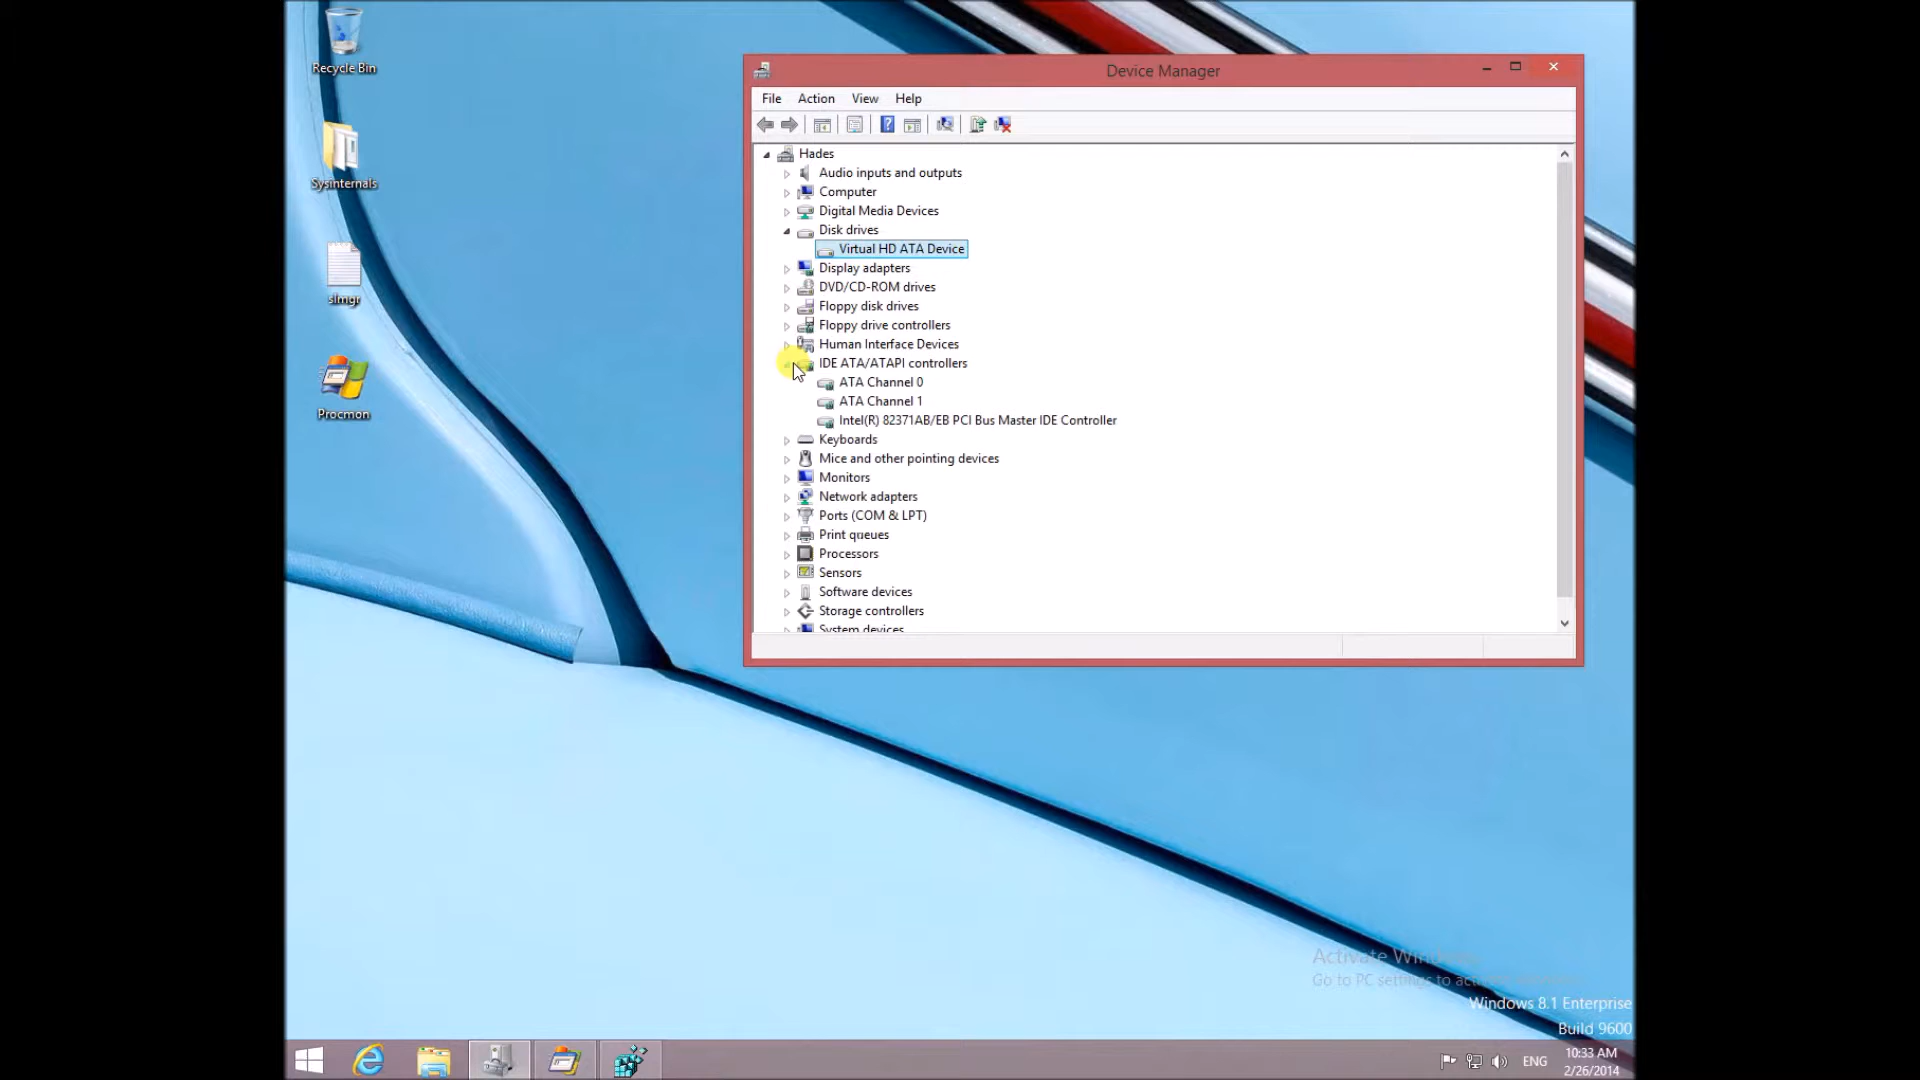 Recycle Bin
Sysinternals
slmgr
Procmon
Device Manager
File Action View Help
Hades
Audio inputs and outputs
Computer
Digital Media Devices
Disk drives
Virtual HD ATA Device
Display adapters
DVD/CD-ROM drives
Floppy disk drives
Floppy drive controllers
Human Interface Devices
IDE ATA/ATAPI controllers
ATA Channel 0
ATA Channel 1
Intel(R) 82371AB/EB PCI Bus Master IDE Controller
Keyboards
Mice and other pointing devices
Monitors
Network adapters
Ports (COM & LPT)
Print queues
Processors
Sensors
Software devices
Storage controllers
System devices
Activate Windows
Go to PC settings to
Windows 8.1 Enterprise
Build 9600
ENG
10:33 AM
2/26/2014